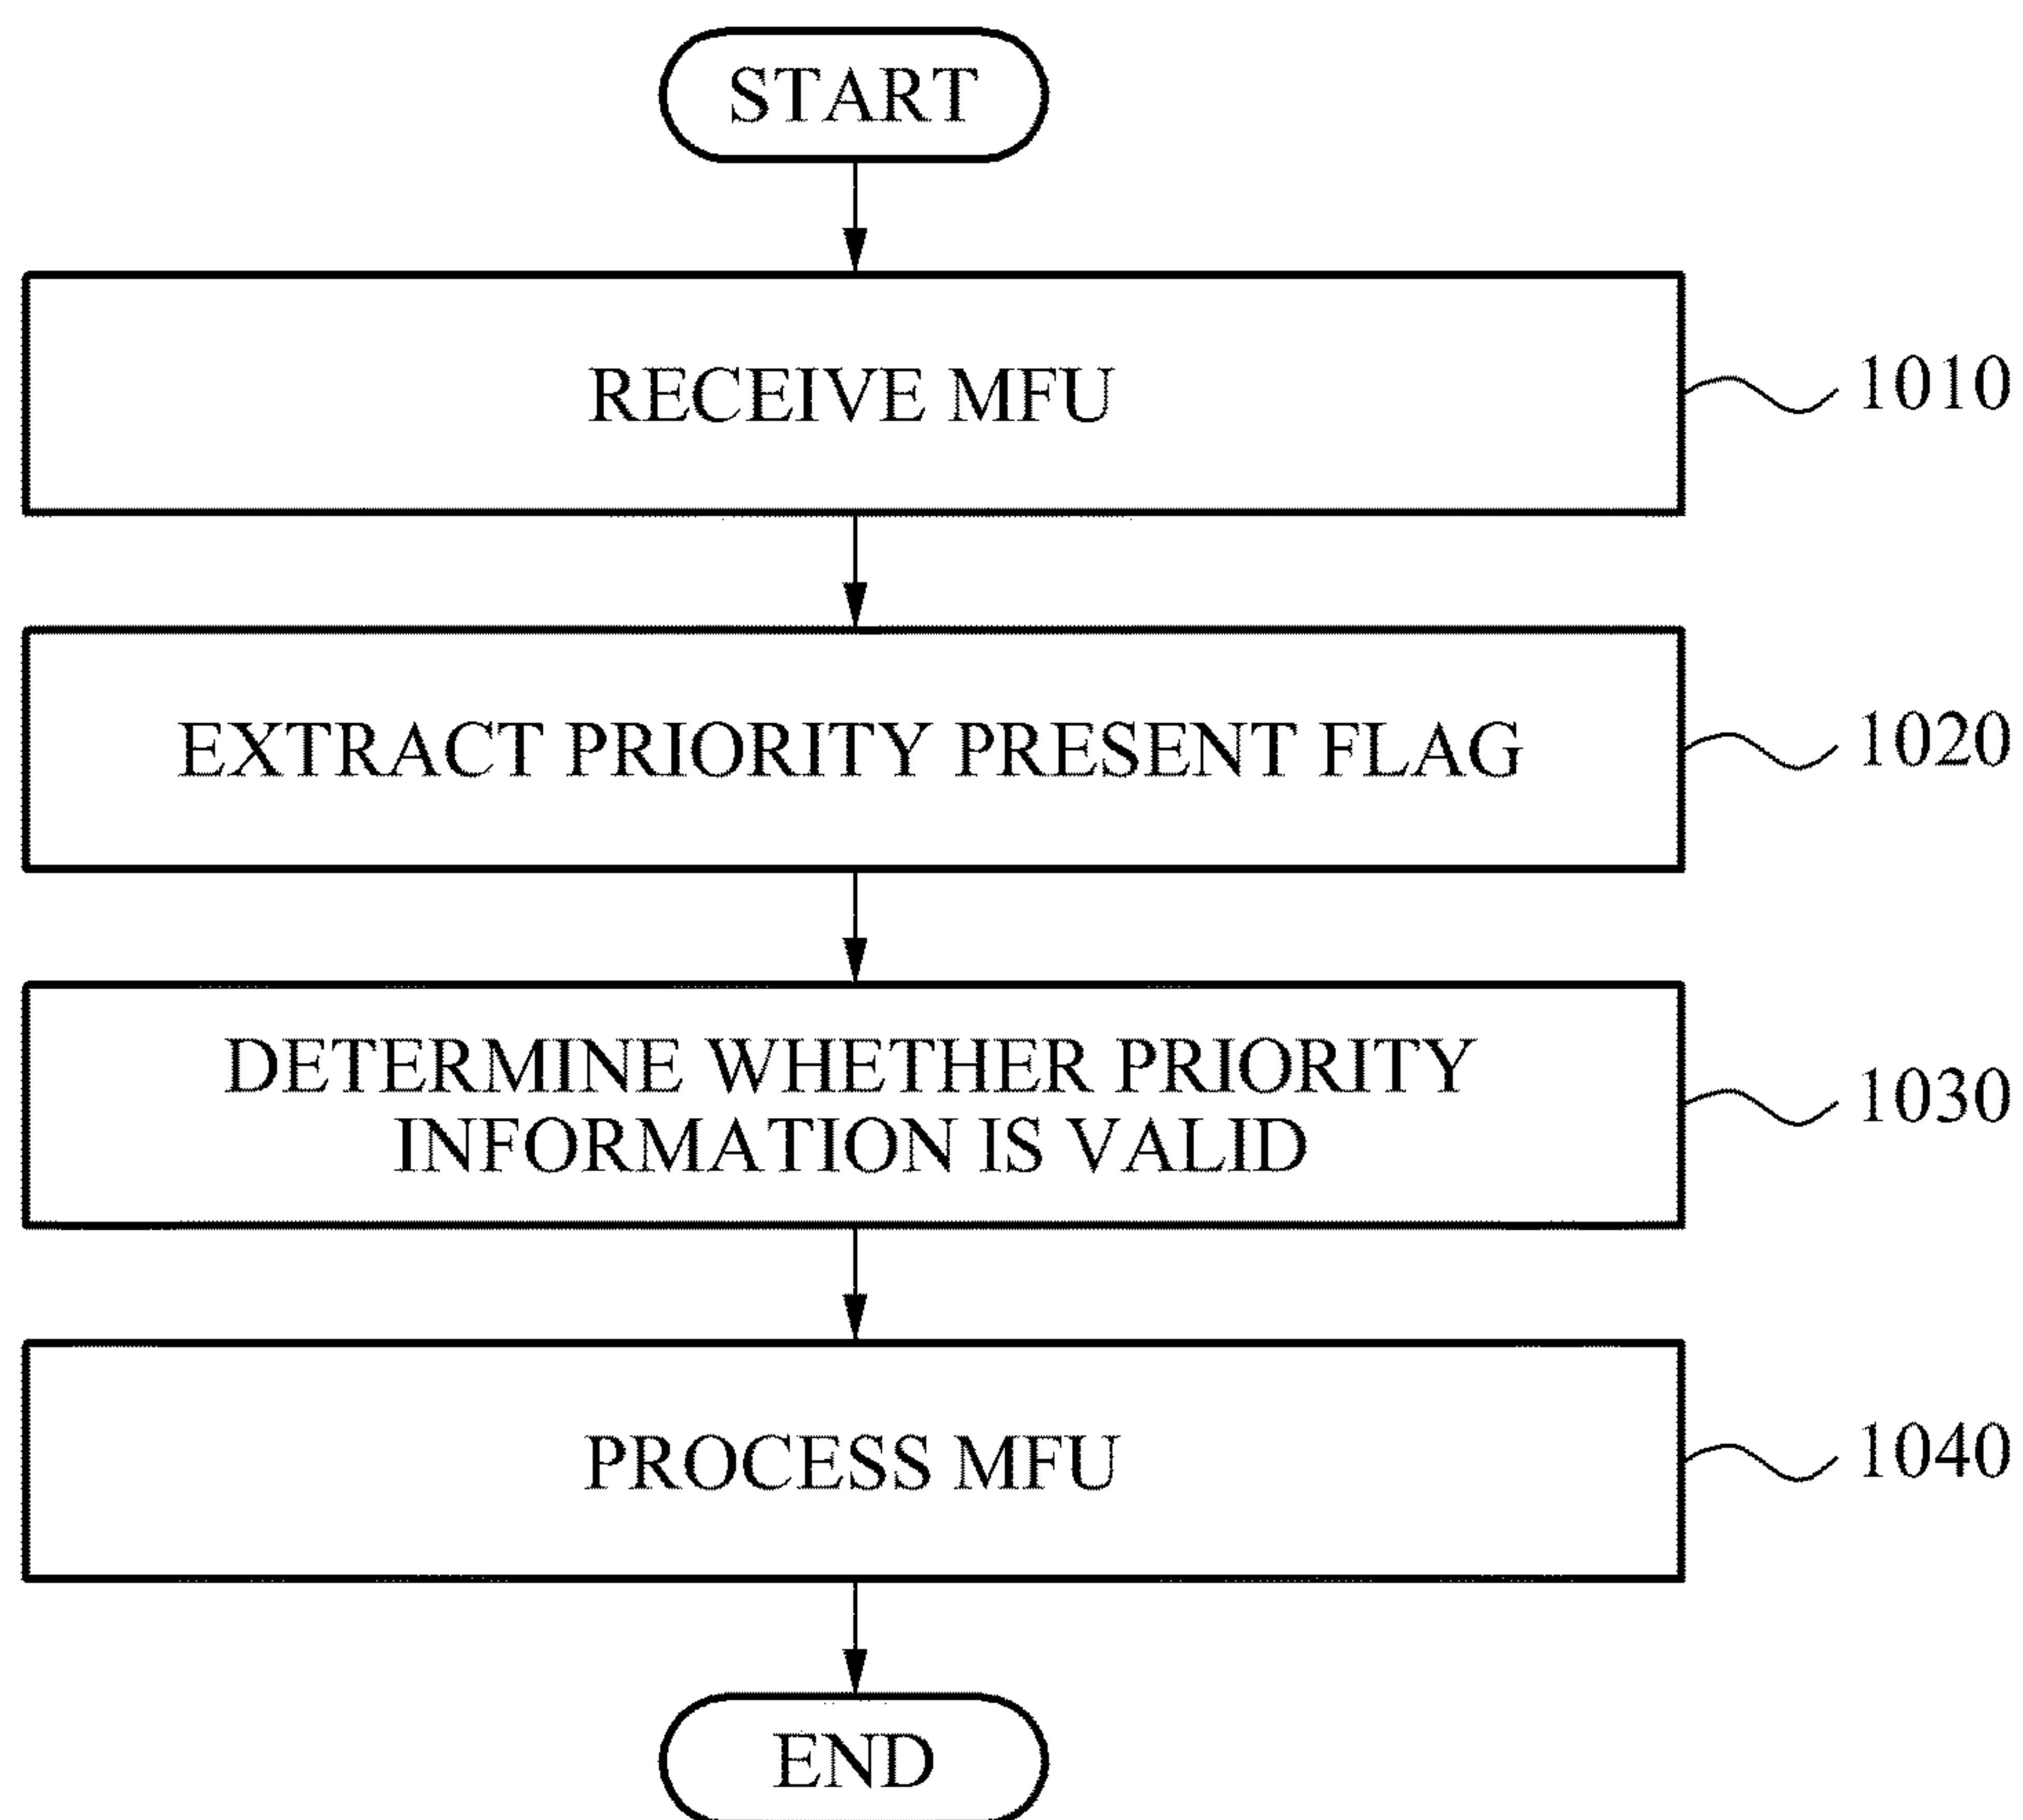 START
RECEIVE MFU
1010
EXTRACT PRIORITY PRESENT FLAG
1020
DETERMINE WHETHER PRIORITY
INFORMATION IS VALID
1030
PROCESS MFU
1040
END